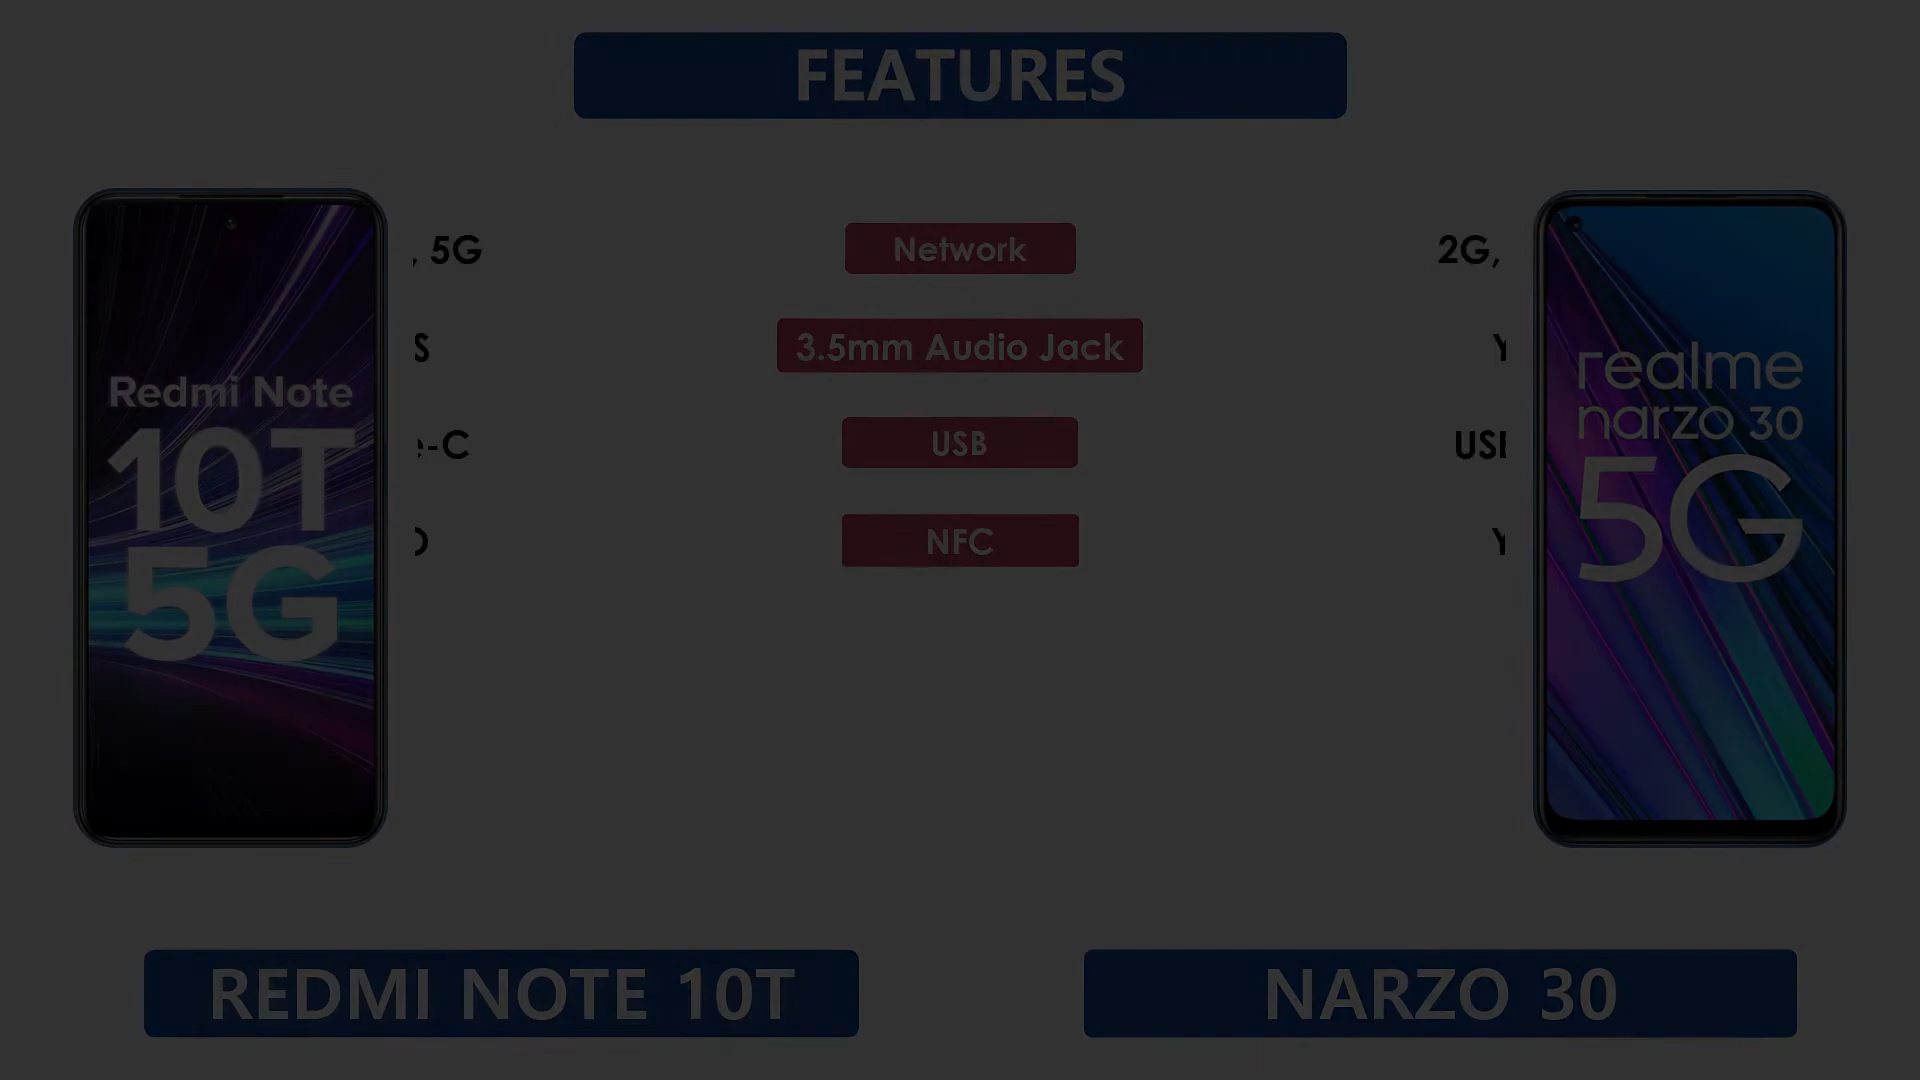 FEATURES
, 5G
Network
2G,
S
3.5mm Audio Jack
Y
-C
USB
USB
NFC
Y
Redmi Note
10T
5G
realme
narzo 30
5G
REDMI NOTE 10T
NARZO 30